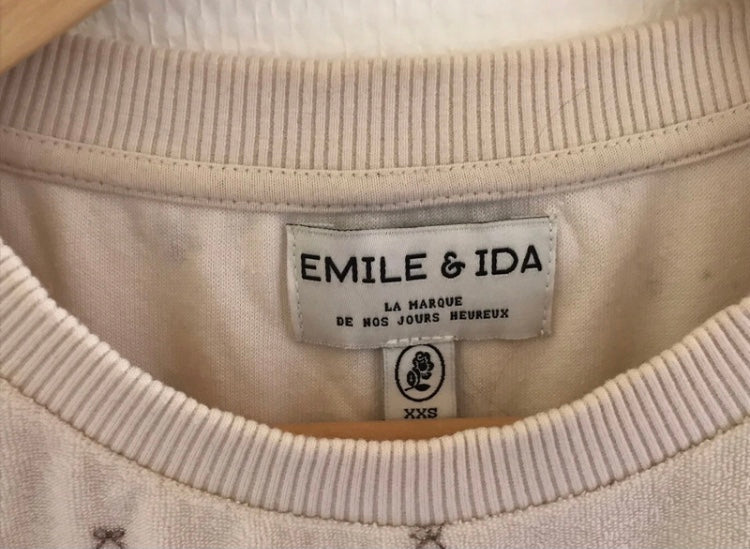 EMILE & IDA
LA MARQUE
DE NOS JOURS HEUREUX
XXS